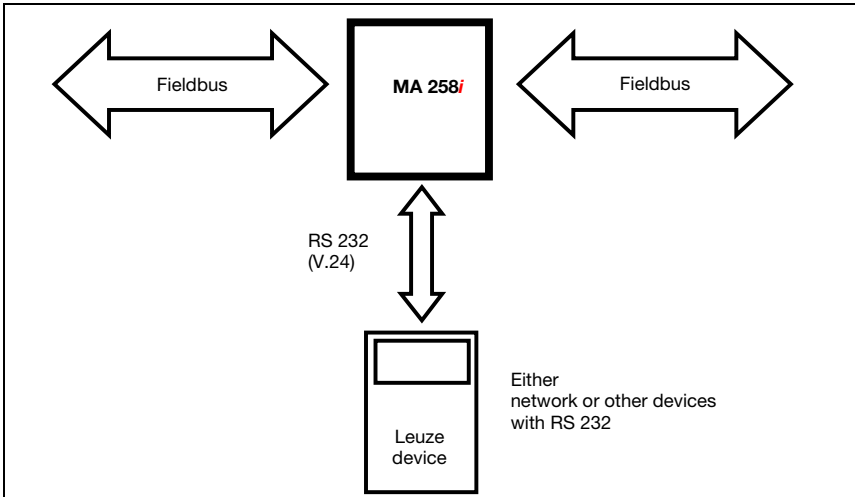 Fieldbus
MA 258i
Fieldbus
RS 232
(V.24)
Either
network or other devices
with RS 232
Leuze
device